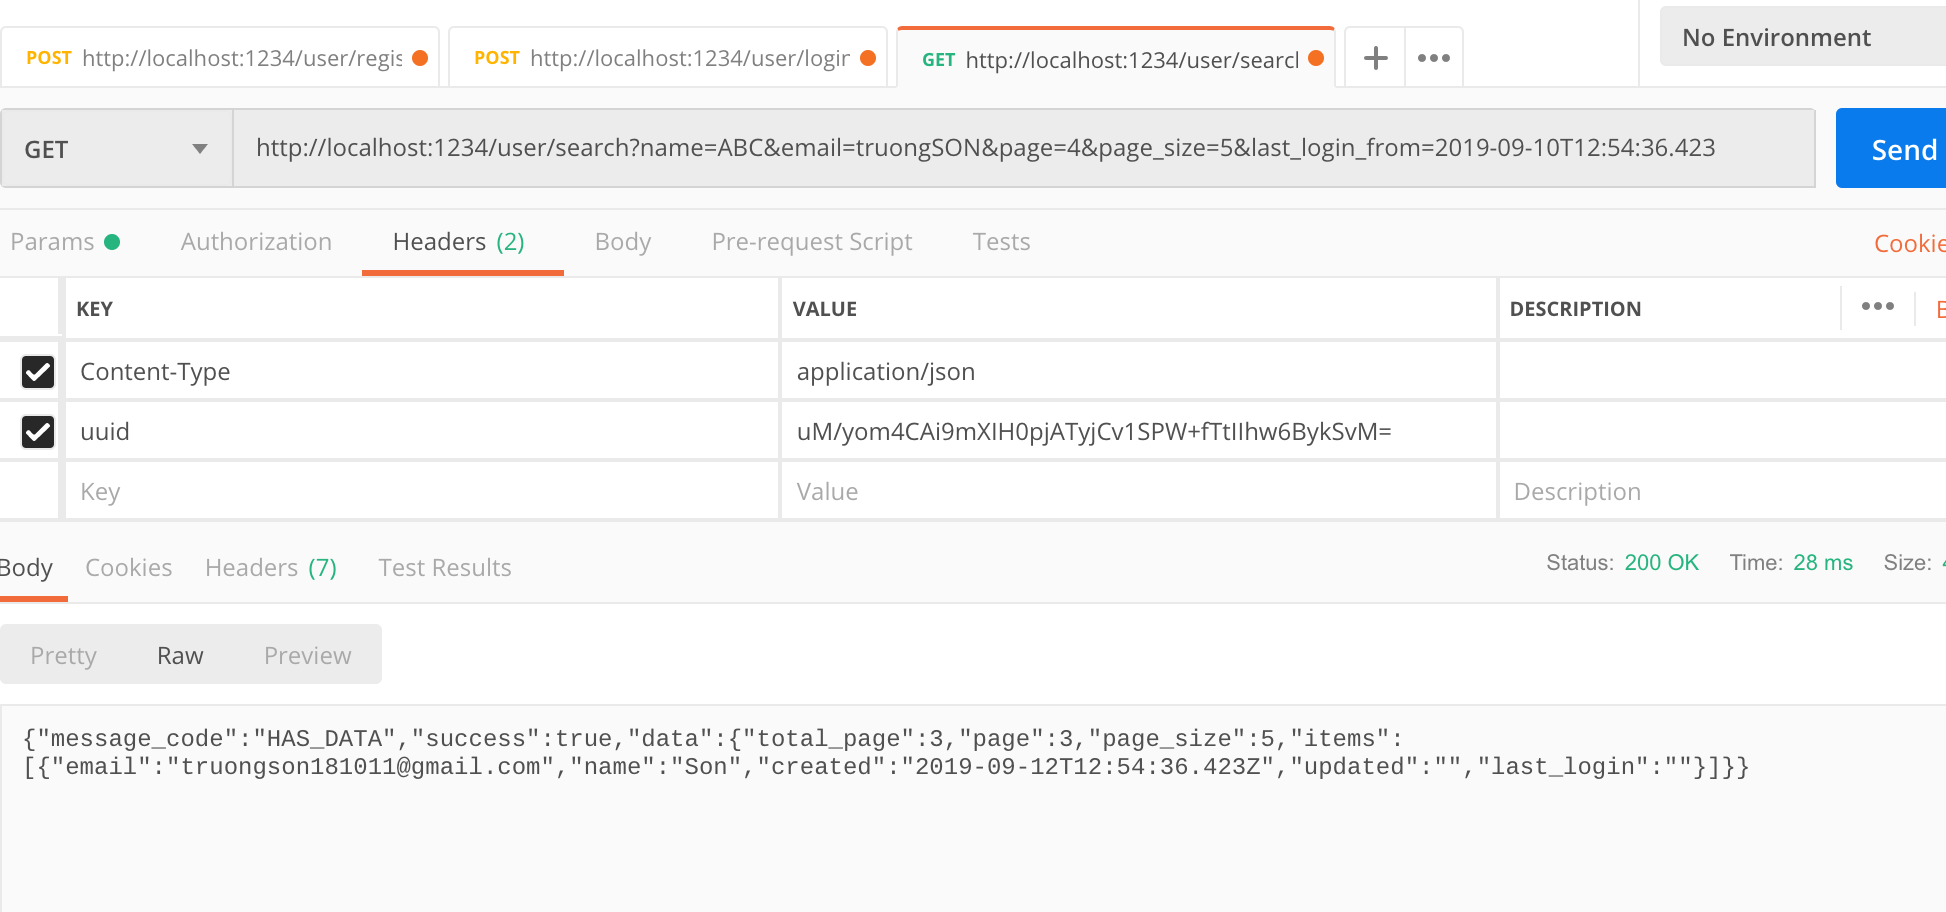 POST http://localhost:1234/user/regis
POST http://localhost:1234/user/login
GET http://localhost:1234/user/search
No Environment
GET
http://localhost:1234/user/search?name=ABC&email=truongSON&page=4&page_size=5&last_login_from=2019-09-10T12:54:36.423
Send
Params Authorization Headers (2) Body Pre-request Script Tests Cookie
KEY VALUE DESCRIPTION
Content-Type application/json
uuid uM/yom4CAi9mXIH0pjATyjCv1SPW+fTtIIhw6BykSvM=
Key Value Description
Body Cookies Headers (7) Test Results Status: 200 OK Time: 28 ms Size:
Pretty Raw Preview
{"message_code":"HAS_DATA","success":true,"data":{"total_page":3,"page":3,"page_size":5,"items":
[{"email":"truongson181011@gmail.com","name":"Son","created":"2019-09-12T12:54:36.423Z","updated":"","last_login":""}]}}